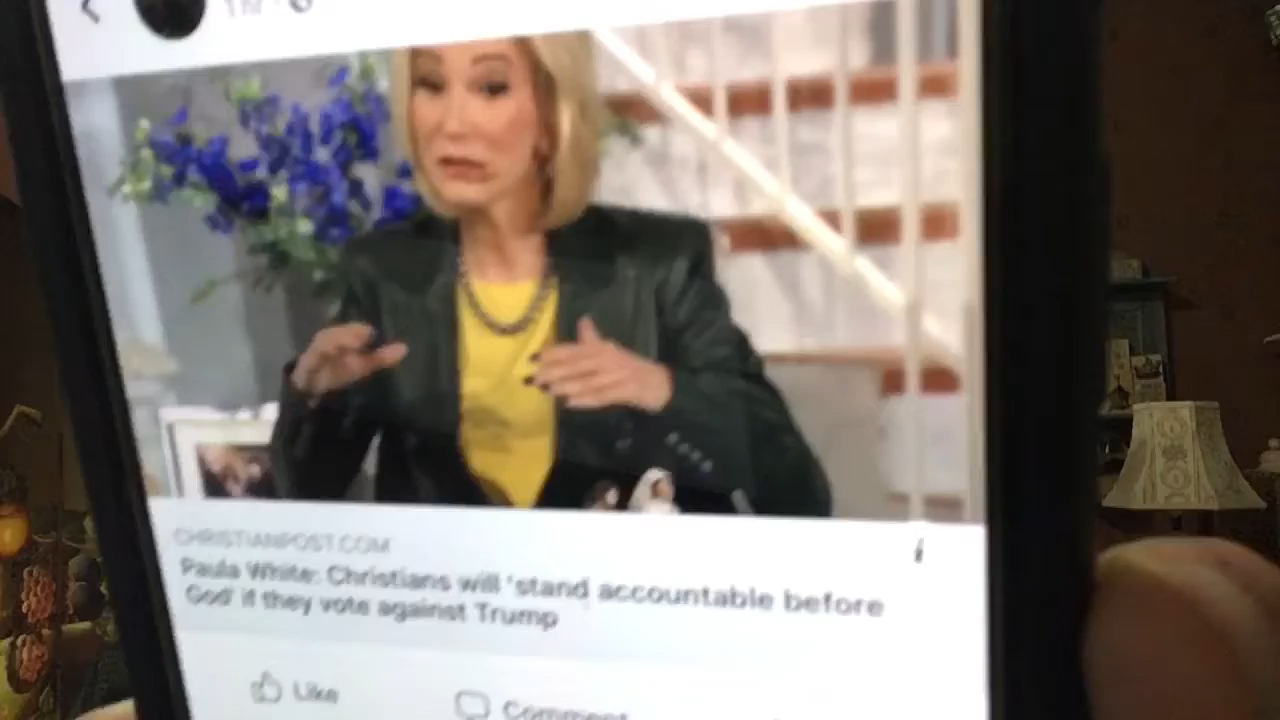 CHRISTIANPOST.COM
Paula White: Christians will 'stand accountable before
God' if they vote against Trump
Like
Comment